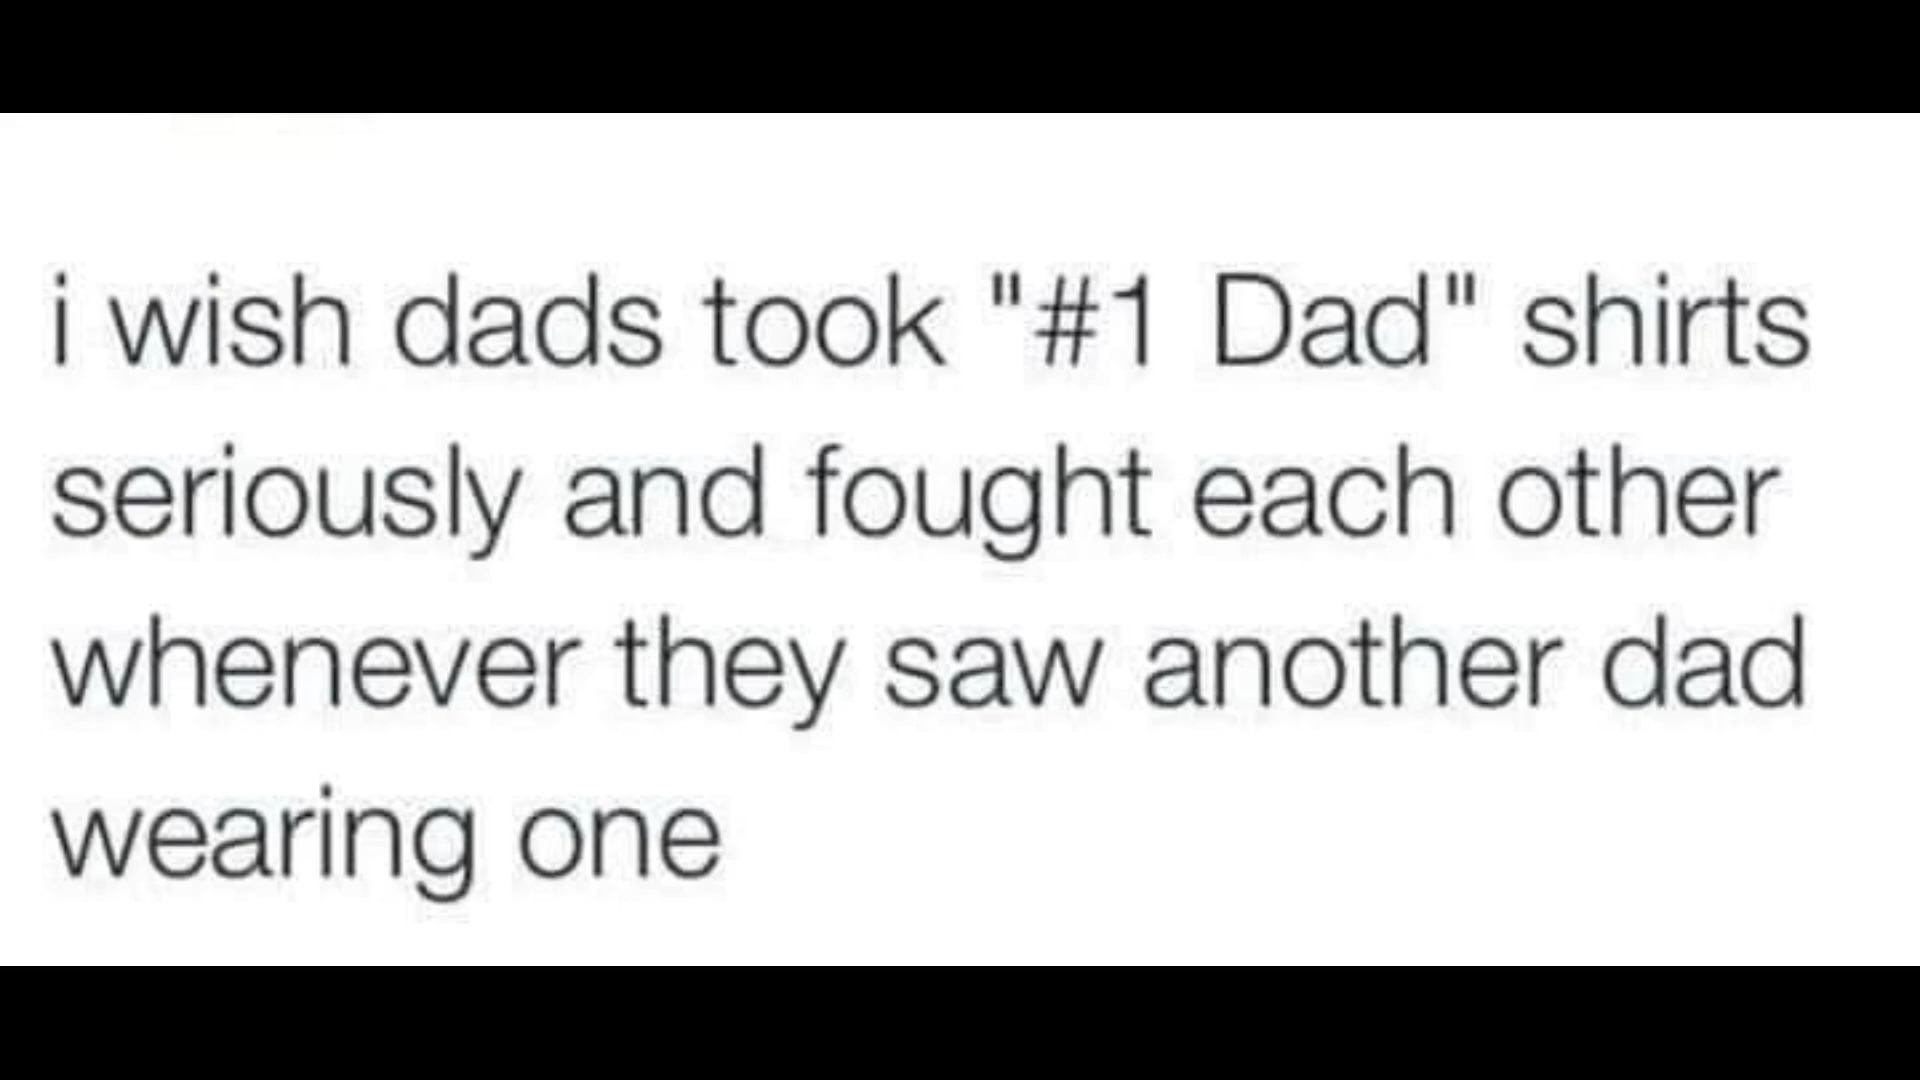 i wish dads took "#1 Dad" shirts
seriously and fought each other
whenever they saw another dad
wearing one